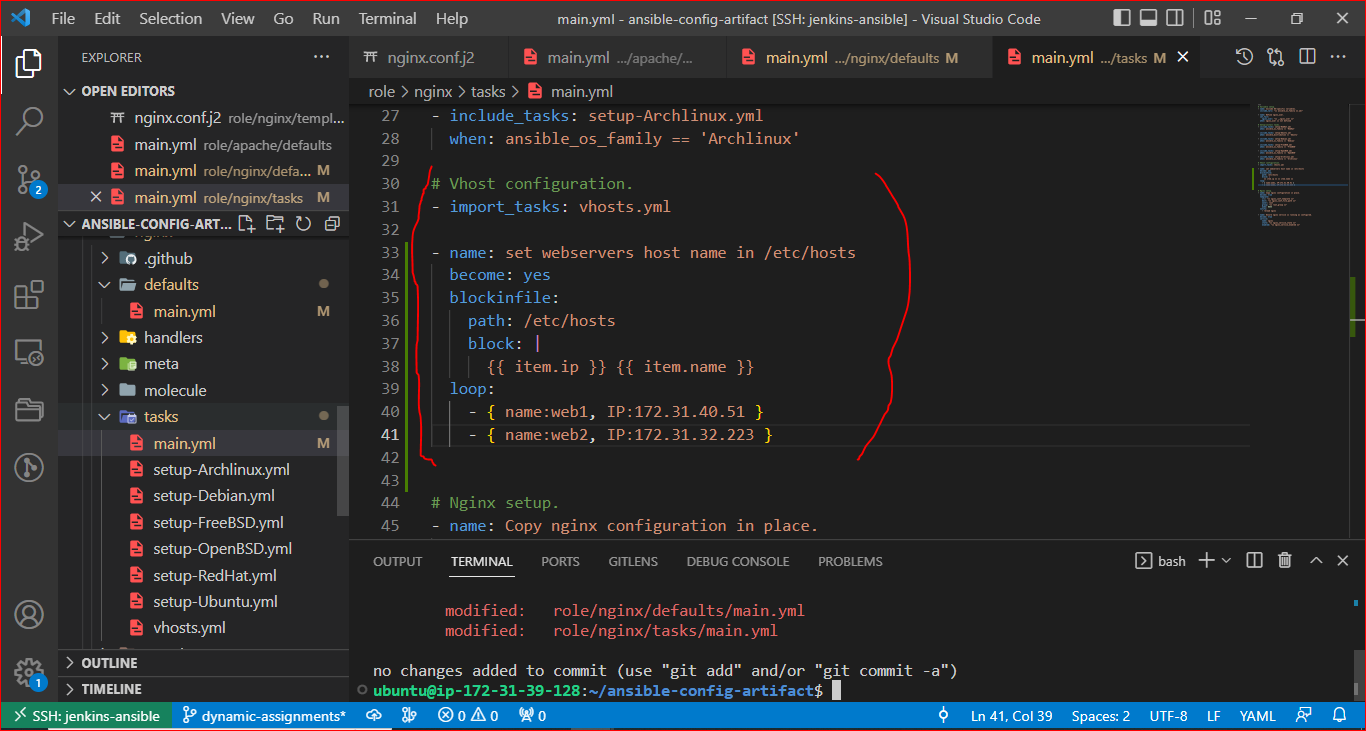 File Edit Selection View Go Run Terminal Help main.yml - ansible-config-artifact [SSH: jenkins-ansible] - Visual Studio Code
EXPLORER
OPEN EDITORS
nginx.conf.j2 role/nginx/templ...
main.yml role/apache/defaults
main.yml role/nginx/defa... M
main.yml role/nginx/tasks M
ANSIBLE-CONFIG-ART...
.github
defaults
main.yml M
handlers
meta
molecule
tasks
main.yml M
setup-Archlinux.yml
setup-Debian.yml
setup-FreeBSD.yml
setup-OpenBSD.yml
setup-RedHat.yml
setup-Ubuntu.yml
vhosts.yml
OUTLINE
TIMELINE
2
1
nginx.conf.j2 main.yml .../apache/... main.yml .../nginx/defaults M main.yml .../tasks M
role > nginx > tasks > main.yml
27 - include_tasks: setup-Archlinux.yml
28 when: ansible_os_family == 'Archlinux'
29
30 # Vhost configuration.
31 - import_tasks: vhosts.yml
32
33 - name: set webservers host name in /etc/hosts
34 become: yes
35 blockinfile:
36 path: /etc/hosts
37 block: |
38 {{ item.ip }} {{ item.name }}
39 loop:
40 - { name:web1, IP:172.31.40.51 }
41 - { name:web2, IP:172.31.32.223 }
42
43
44 # Nginx setup.
45 - name: Copy nginx configuration in place.
OUTPUT TERMINAL PORTS GITLENS DEBUG CONSOLE PROBLEMS bash
modified: role/nginx/defaults/main.yml
modified: role/nginx/tasks/main.yml
no changes added to commit (use "git add" and/or "git commit -a")
ubuntu@ip-172-31-39-128:~/ansible-config-artifact$
SSH: jenkins-ansible dynamic-assignments* 0 0 0 Ln 41, Col 39 Spaces: 2 UTF-8 LF YAML